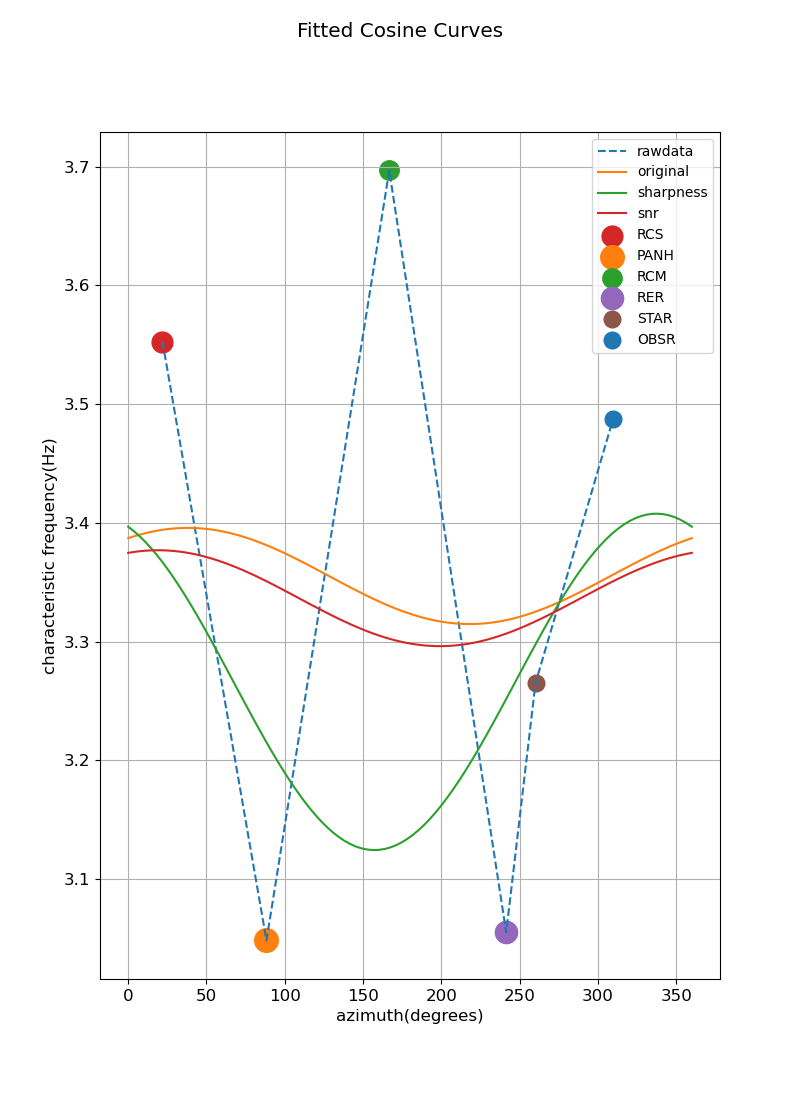 Fitted Cosine Curves
3.7
3.6
3.5
3.4
3.3
3.2
3.1
characteristic frequency(Hz)
rawdata
original
sharpness
snr
RCS
PANH
RCM
RER
STAR
OBSR
0 50 100 150 200 250 300 350
azimuth(degrees)